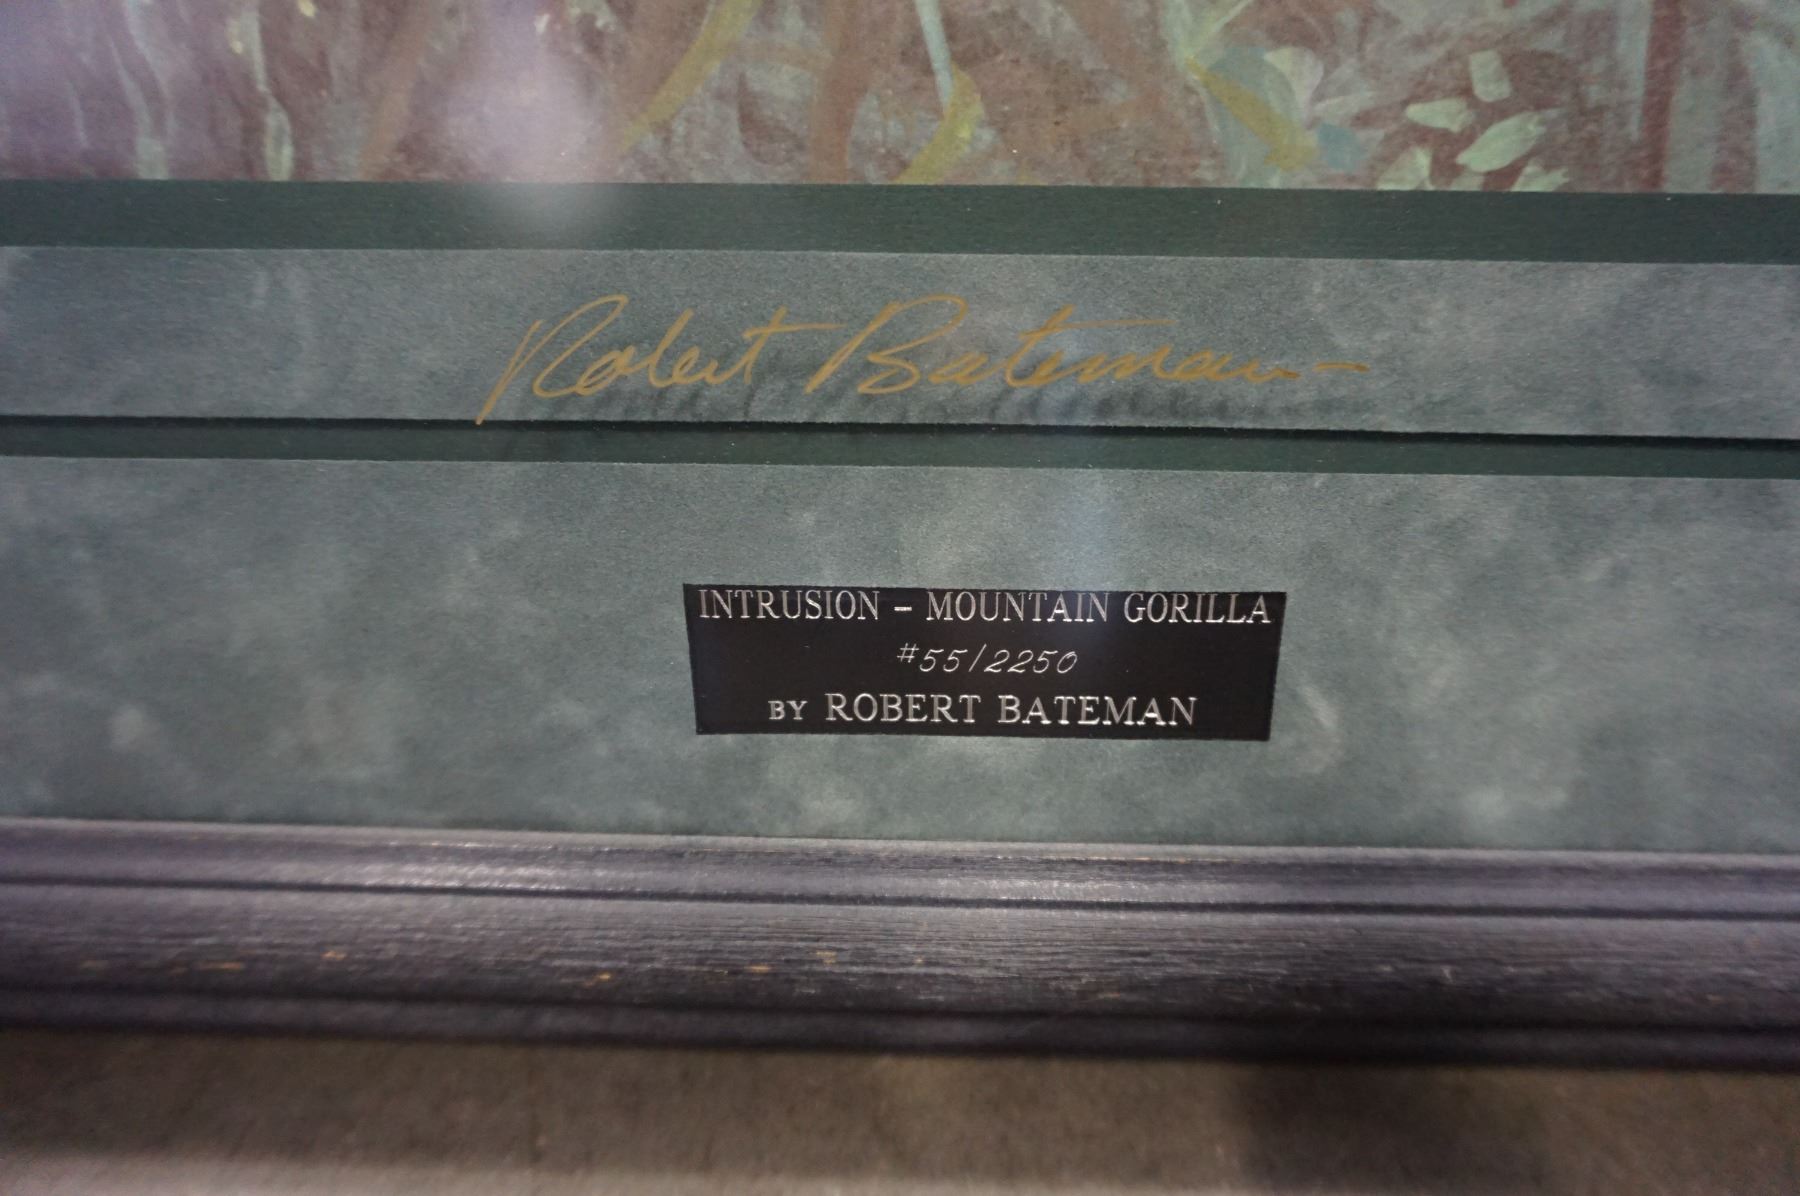 Robert Bateman
INTRUSION – MOUNTAIN GORILLA
#55/2250
BY ROBERT BATEMAN